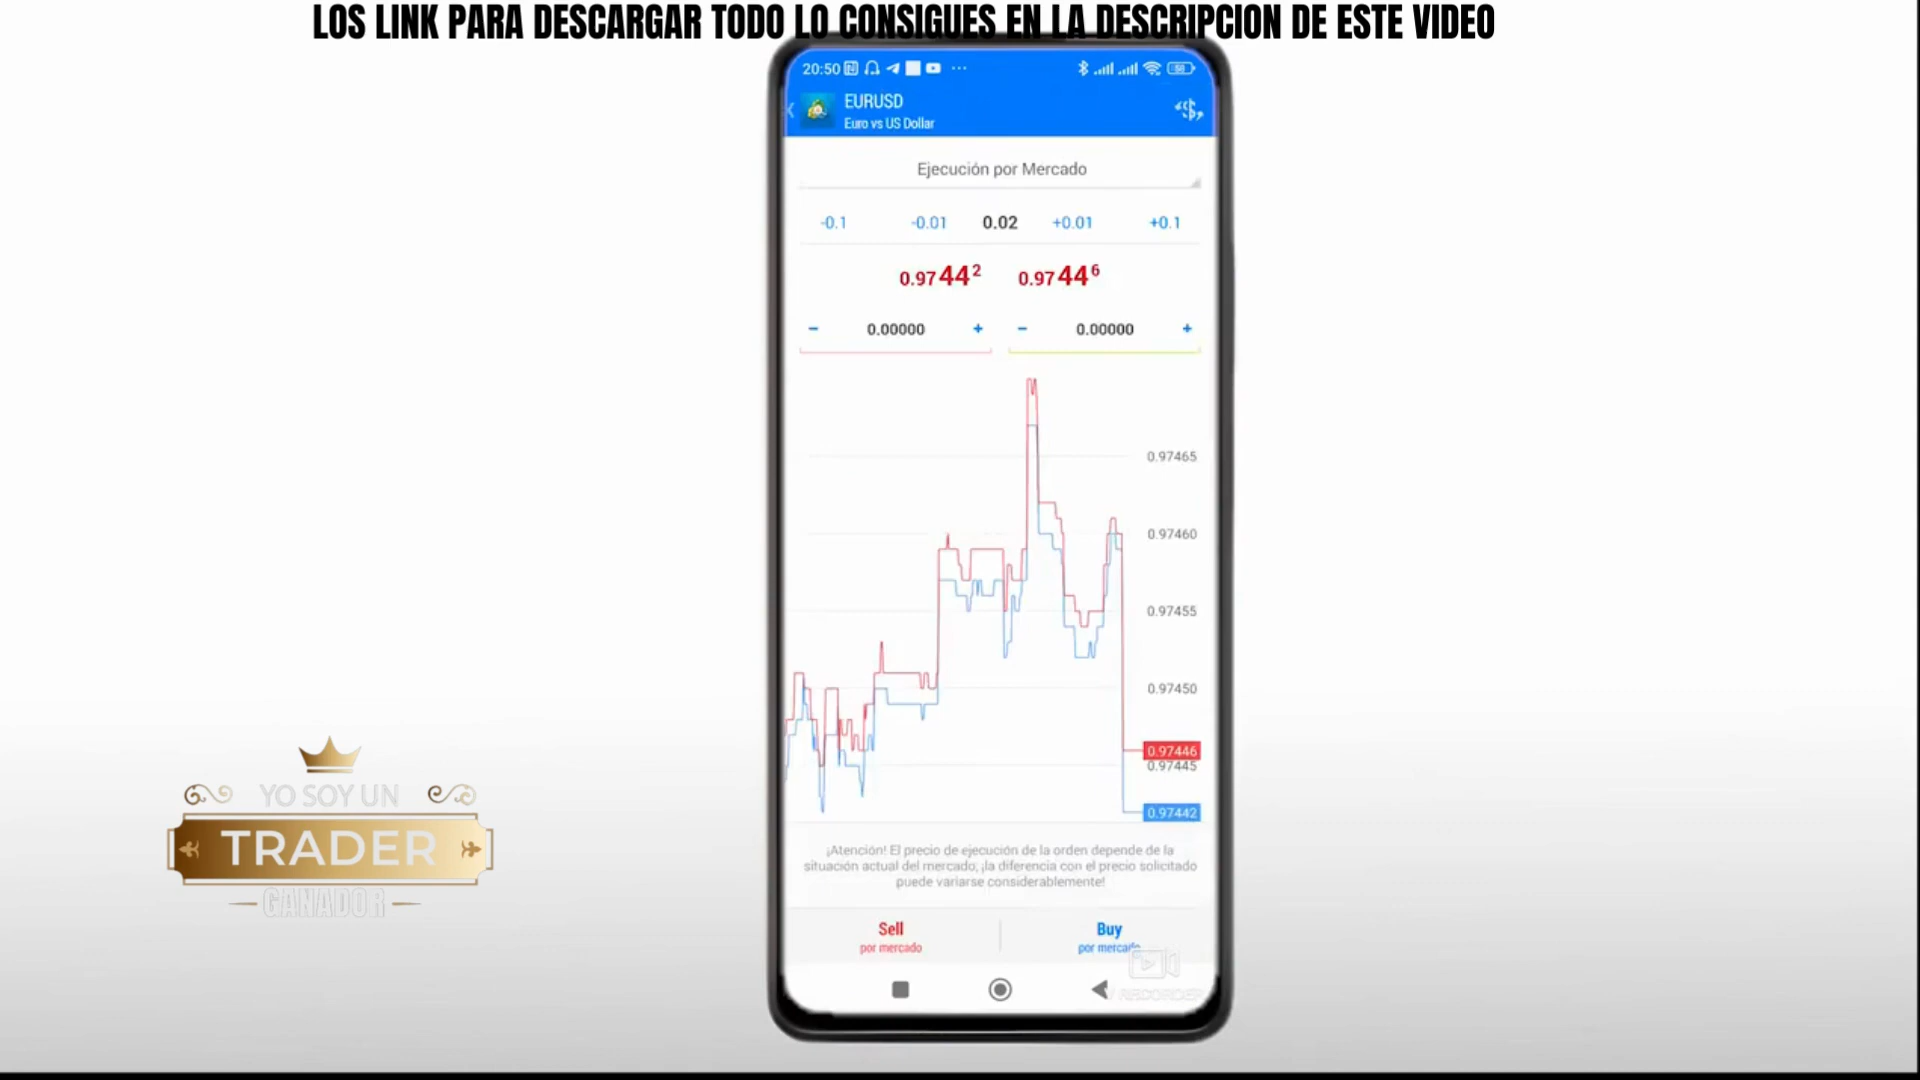 LOS LINK PARA DESCARGAR TODO LO CONSIGUES EN LA DESCRIPCION DE ESTE VIDEO
20:50
EURUSD
Euro vs US Dollar
Ejecución por Mercado
-0.1 -0.01 0.02 +0.01 +0.1
0.97442 0.97446
- 0.00000 + - 0.00000 +
0.97465
0.97460
0.97455
0.97450
0.97446
0.97445
0.97442
¡Atención! El precio de ejecución de la orden depende de la
situación actual del mercado; ¡la diferencia con el precio solicitado
puede variarse considerablemente!
Sell Buy
por mercado por mercado
RECORDER
YO SOY UN
TRADER
GANADOR